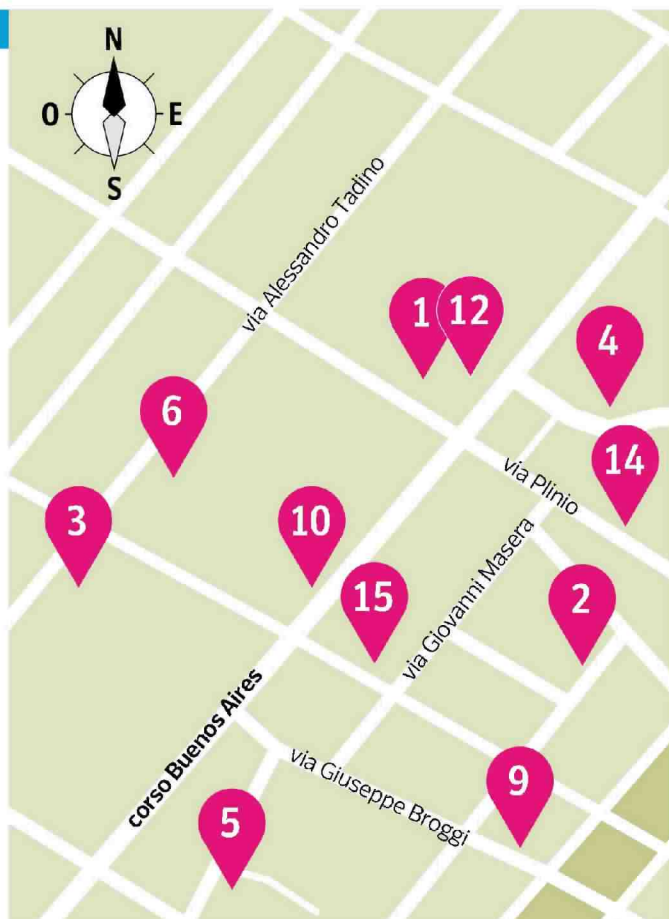 N
O
E
S
via Alessandro Tadino
1
12
4
6
14
via Plinio
3
10
15
via Giovanni Masera
2
corso Buenos Aires
via Giuseppe Broggi
9
5